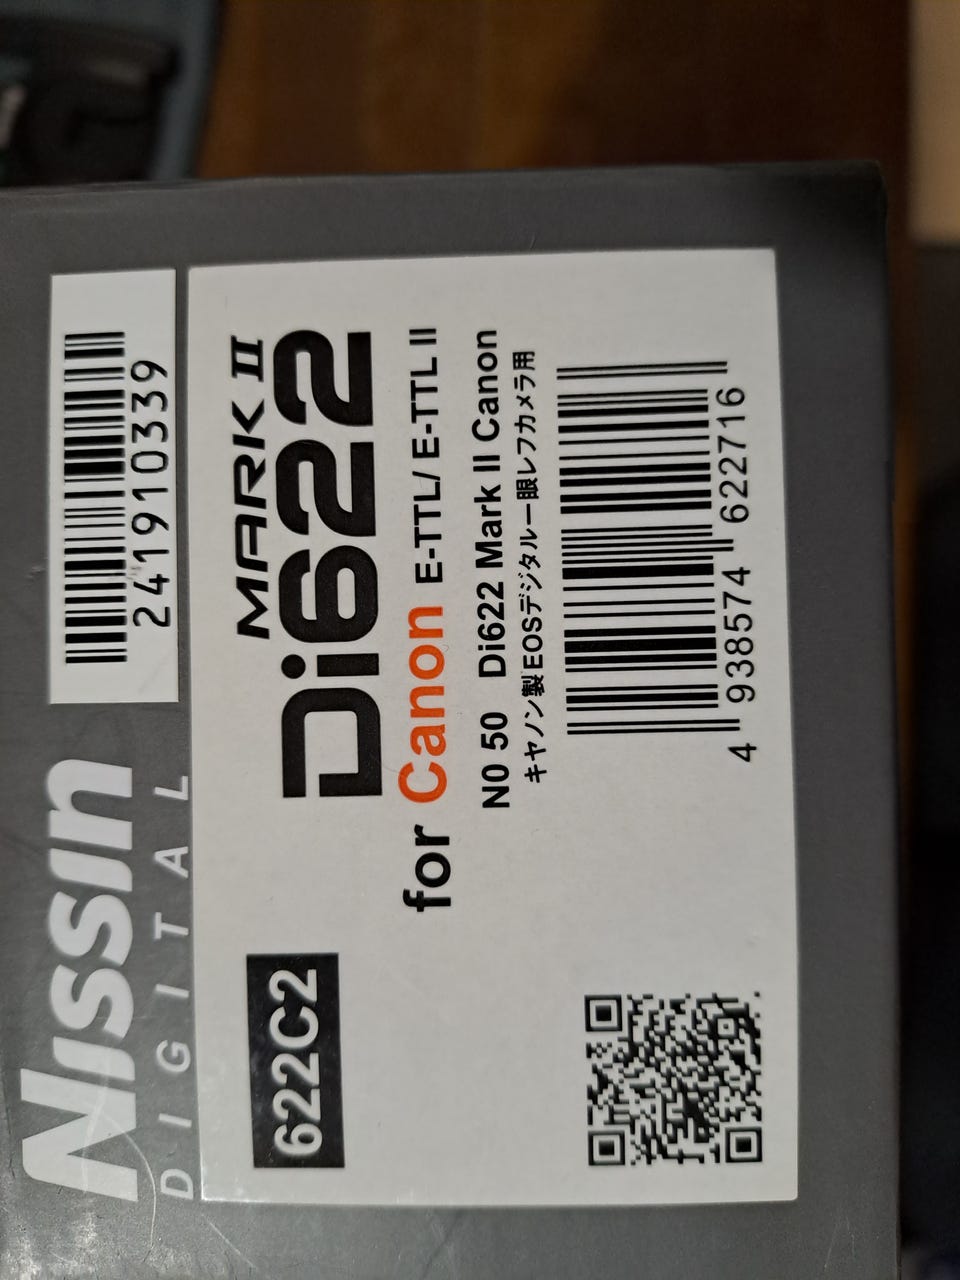 Nissin
DIGITAL
241910339
622C2
MARK II
Di622
for Canon E-TTL/ E-TTL II
N0 50 Di622 Mark II Canon
キヤノン製EOSデジタル一眼レフカメラ用
4 938574 622716